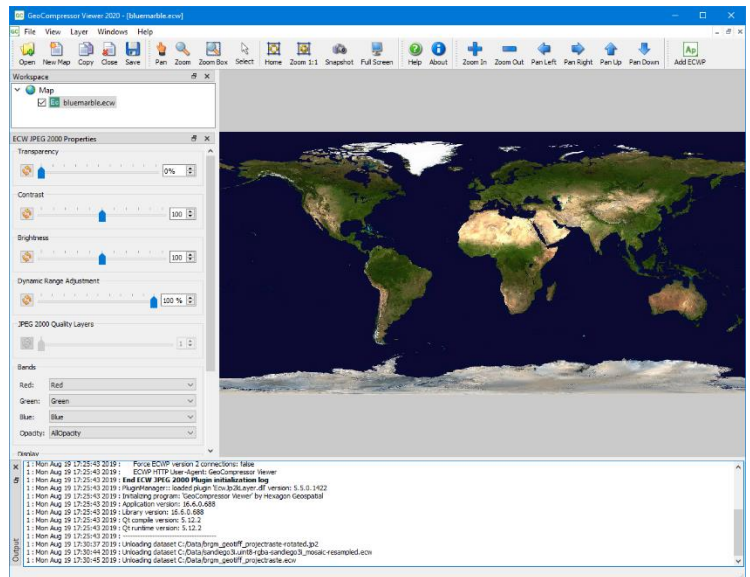 GeoCompressor Viewer 2020 - [bluemarble.ecw]
File View Layer Windows Help
Open New Map Copy Close Save Pan Zoom Zoom Box Select Home Zoom 1:1 Snapshot Full Screen Help About Zoom In Zoom Out Pan Left Pan Right Pan Up Pan Down Add ECWP
Workspace
Map
bluemarble.ecw
ECW JPEG 2000 Properties
Transparency
0%
Contrast
100
Brightness
100
Dynamic Range Adjustment
100 %
JPEG 2000 Quality Layers
1
Bands
Red: Red
Green: Green
Blue: Blue
Opacity: AllOpacity
Display
1 : Mon Aug 19 17:25:43 2019 : Force ECWP version 2 connections: false
1 : Mon Aug 19 17:25:43 2019 : ECWP HTTP User-Agent: GeoCompressor Viewer
1 : Mon Aug 19 17:25:43 2019 : End ECW JPEG 2000 Plugin initialization log
1 : Mon Aug 19 17:25:43 2019 : PluginManager:: loaded plugin 'EcwJp2kLayer.dll' version: 5.5.0.1422
1 : Mon Aug 19 17:25:43 2019 : Initializing program: 'GeoCompressor Viewer' by Hexagon Geospatial
1 : Mon Aug 19 17:25:43 2019 : Application version: 16.6.0.688
1 : Mon Aug 19 17:25:43 2019 : Library version: 16.6.0.688
1 : Mon Aug 19 17:25:43 2019 : Qt compile version: 5.12.2
1 : Mon Aug 19 17:25:43 2019 : Qt runtime version: 5.12.2
1 : Mon Aug 19 17:25:43 2019 : ----------------------------------------
1 : Mon Aug 19 17:30:37 2019 : Unloading dataset C:/Data/brgm_geotiff_projectraste-rotated.jp2
1 : Mon Aug 19 17:30:44 2019 : Unloading dataset C:/Data/sandiego3i.uint8-rgba-sandiego3i_mosaic-resampled.ecw
1 : Mon Aug 19 17:30:45 2019 : Unloading dataset C:/Data/brgm_geotiff_projectraste.ecw
Output